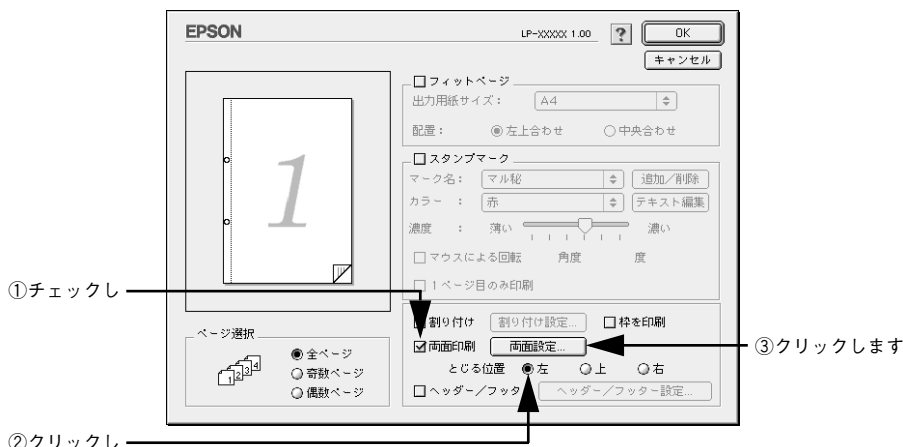 EPSON
LP-XXXXX 1.00
?
OK
キャンセル
1
フィットページ
出力用紙サイズ： A4
配置： 左上合わせ 中央合わせ
スタンプマーク
マーク名： マル秘 追加／削除
カラー ： 赤 テキスト編集
濃度 ： 薄い 濃い
マウスによる回転 角度 度
1 ページ目のみ印刷
①チェックし
割り付け 割り付け設定... 枠を印刷
両面印刷 両面設定...
③クリックします
とじる位置 左 上 右
ヘッダー／フッター ヘッダー／フッター設定...
ページ選択
1 2 3 4
全ページ
奇数ページ
偶数ページ
②クリックし